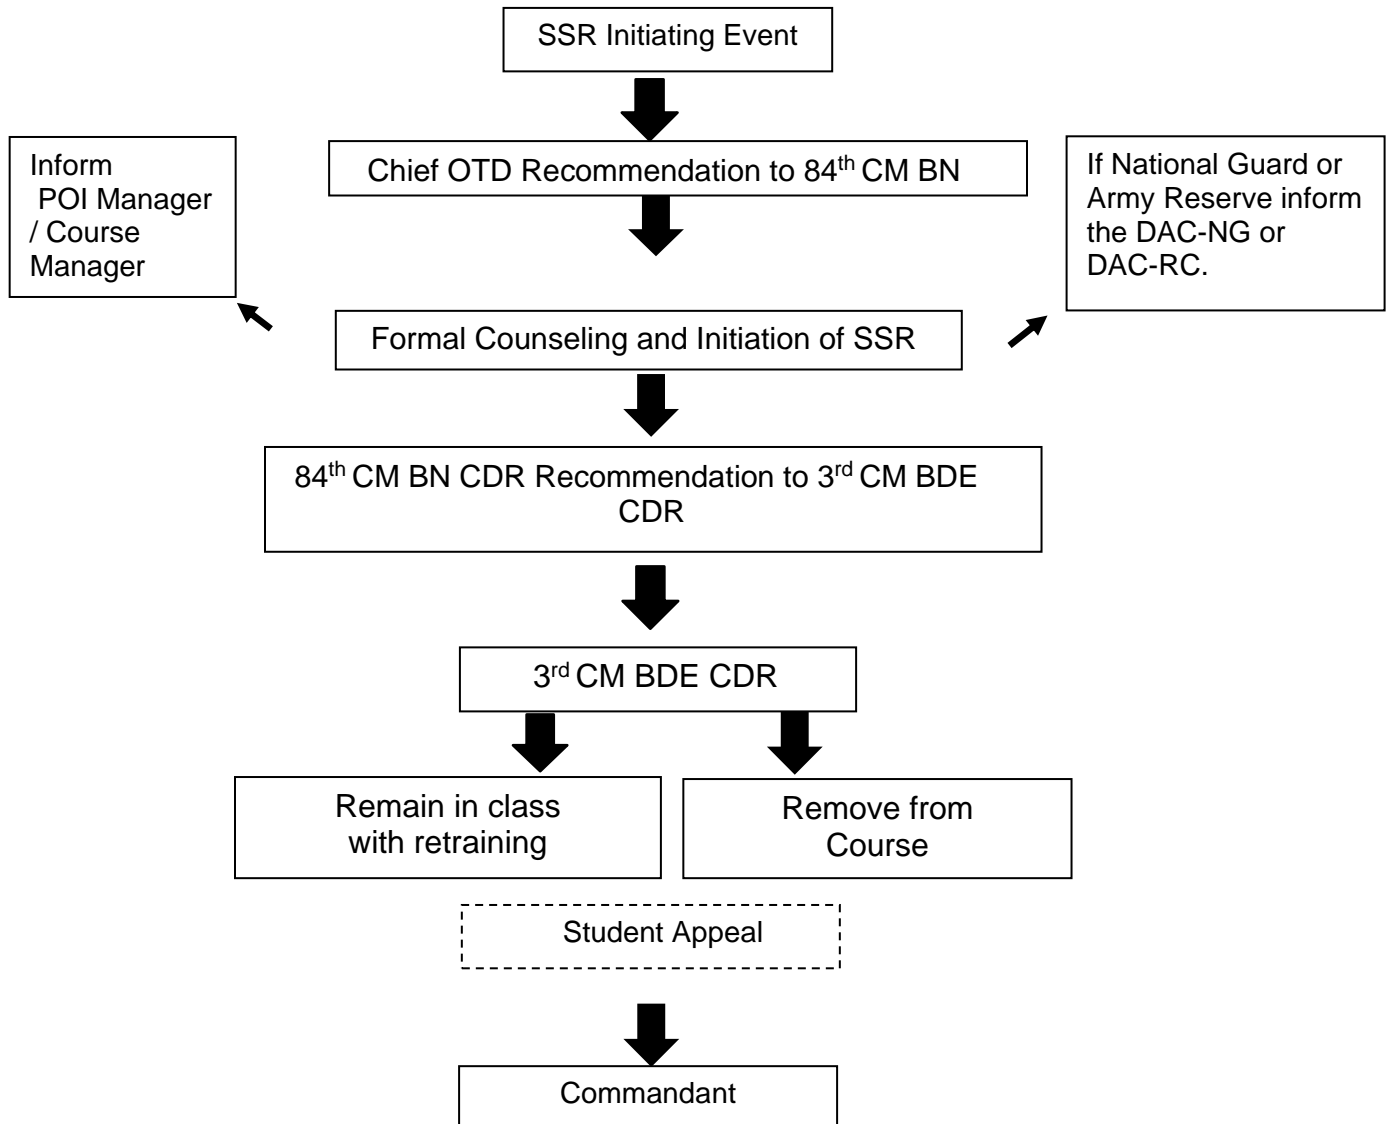 SSR Initiating Event
Chief OTD Recommendation to 84th CM BN
Inform
POI Manager
/ Course
Manager
If National Guard or
Army Reserve inform
the DAC-NG or
DAC-RC.
Formal Counseling and Initiation of SSR
84th CM BN CDR Recommendation to 3rd CM BDE
CDR
3rd CM BDE CDR
Remain in class
with retraining
Remove from
Course
Student Appeal
Commandant